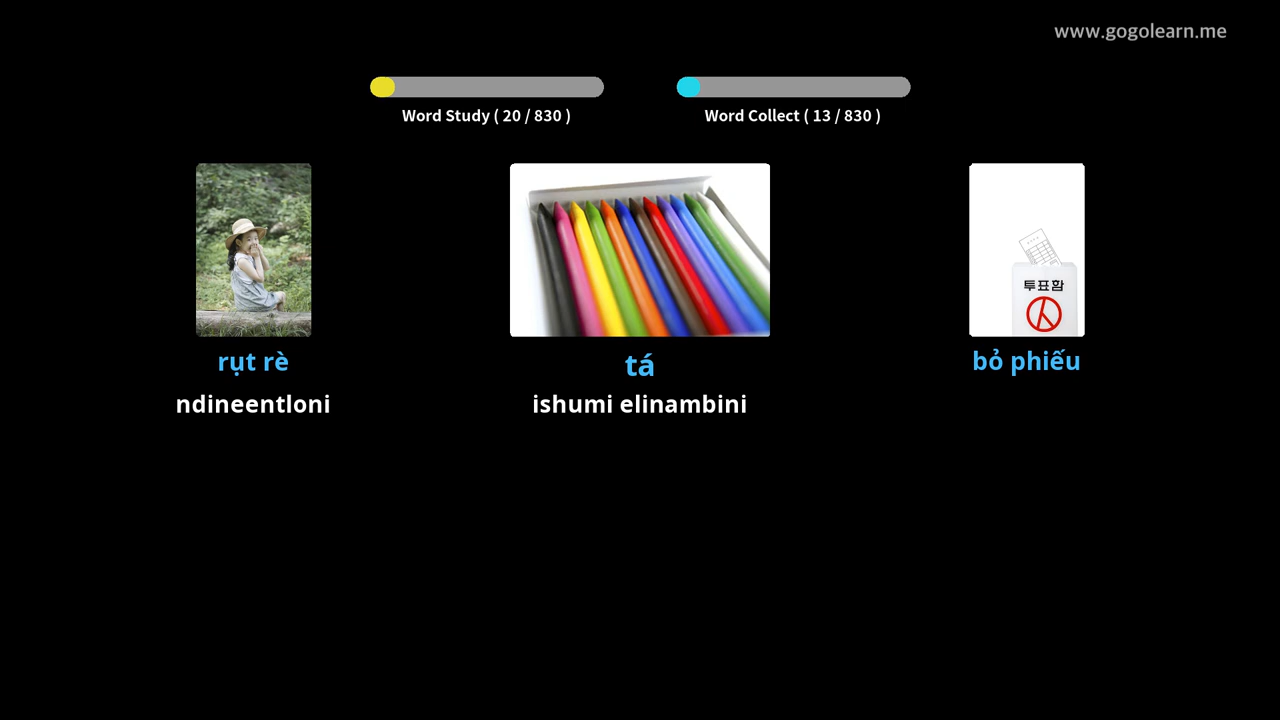 www.gogolearn.me
Word Study ( 20 / 830 )
Word Collect ( 13 / 830 )
투표함
rụt rè
tá
bỏ phiếu
ndineentloni
ishumi elinambini